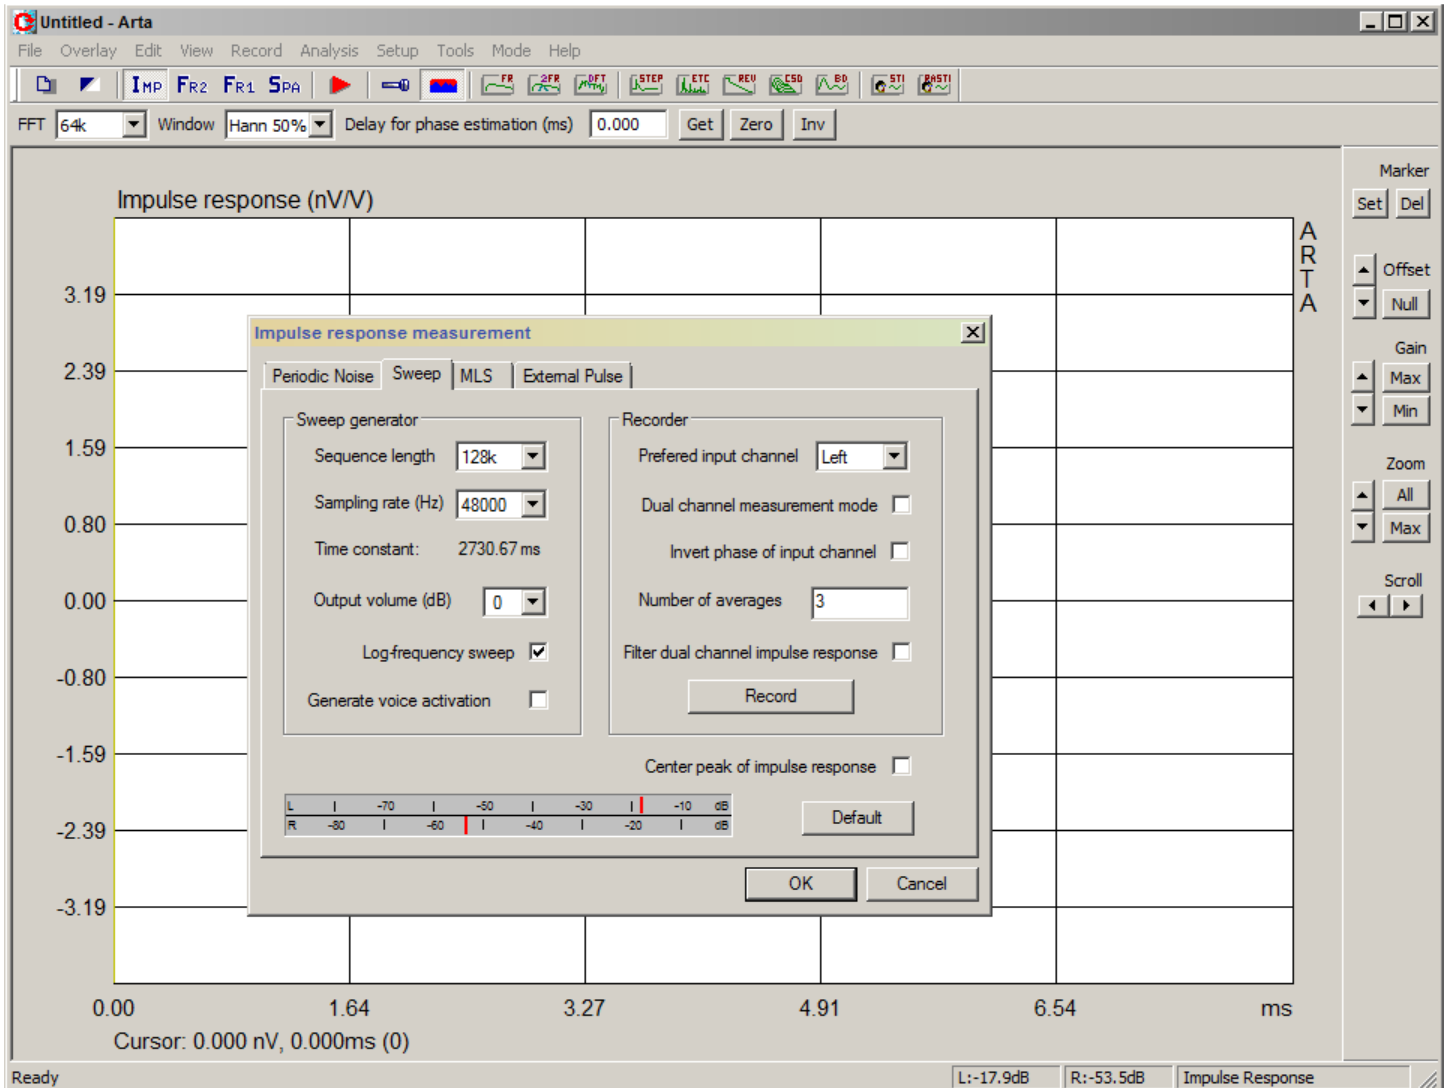 Untitled - Arta
File Overlay Edit View Record Analysis Setup Tools Mode Help
IMP FR2 FR1 SPA FR 2FR DFT STEP ETC REV CSD BD STI RASTI
FFT 64k Window Hann 50% Delay for phase estimation (ms) 0.000 Get Zero Inv
Marker
Set Del
Offset
Null
Gain
Max
Min
Zoom
All
Max
Scroll
Impulse response (nV/V)
ARTA
3.19
2.39
1.59
0.80
0.00
-0.80
-1.59
-2.39
-3.19
0.00 1.64 3.27 4.91 6.54 ms
Cursor: 0.000 nV, 0.000ms (0)
Impulse response measurement
Periodic Noise Sweep MLS External Pulse
Sweep generator
Sequence length 128k
Sampling rate (Hz) 48000
Time constant: 2730.67 ms
Output volume (dB) 0
Log-frequency sweep
Generate voice activation
Recorder
Prefered input channel Left
Dual channel measurement mode
Invert phase of input channel
Number of averages 3
Filter dual channel impulse response
Record
Center peak of impulse response
L -70 -50 -30 -10 dB
R -80 -60 -40 -20 dB
Default
OK Cancel
Ready L:-17.9dB R:-53.5dB Impulse Response